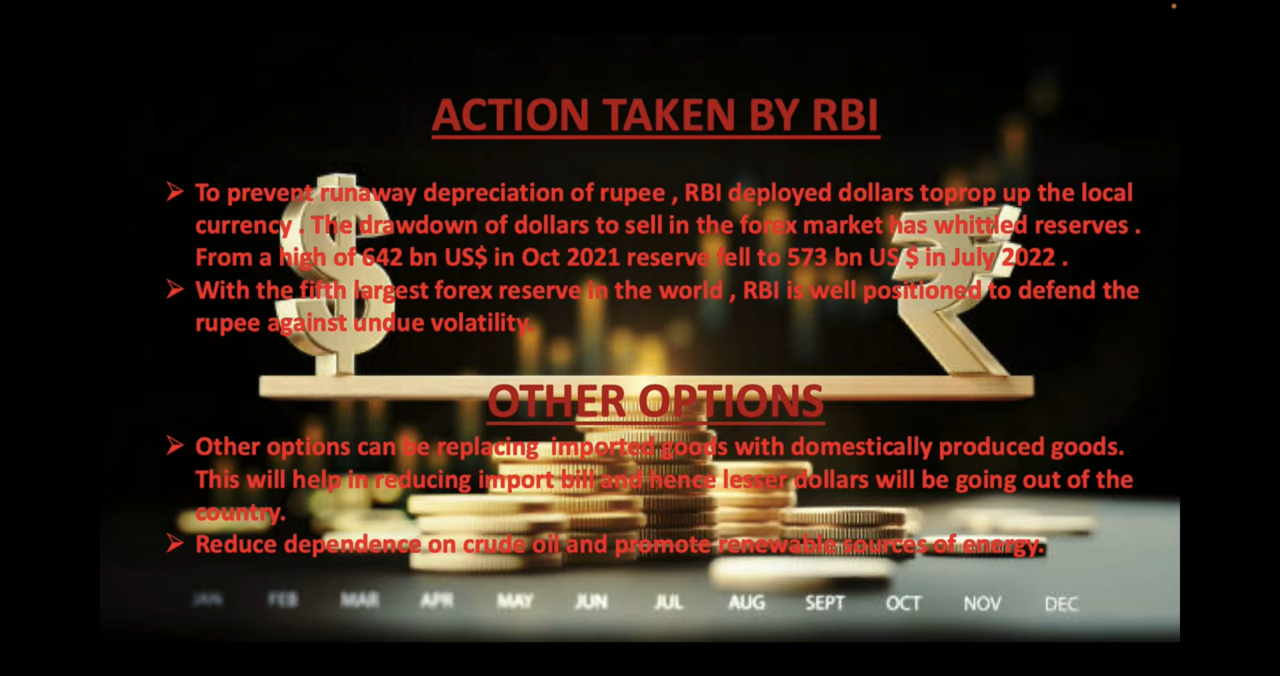 ACTION TAKEN BY RBI
➢ To prevent runaway depreciation of rupee , RBI deployed dollars toprop up the local
currency . The drawdown of dollars to sell in the forex market has whittled reserves .
From a high of 642 bn US$ in Oct 2021 reserve fell to 573 bn US $ in July 2022 .
➢ With the fifth largest forex reserve in the world , RBI is well positioned to defend the
rupee against undue volatility.
OTHER OPTIONS
➢ Other options can be replacing  imported goods with domestically produced goods.
This will help in reducing import bill and hence lesser dollars will be going out of the
country.
➢ Reduce dependence on crude oil and promote renewable sources of energy.
JAN FEB MAR APR MAY JUN JUL AUG SEPT OCT NOV DEC